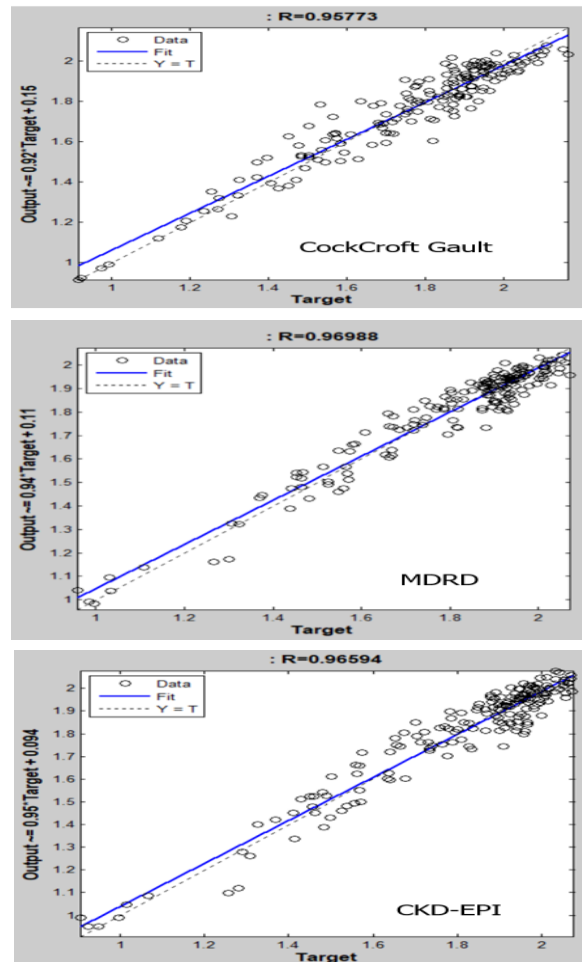 : R=0.95773
Output ~= 0.92*Target + 0.15
Data
Fit
Y = T
2
1.8
1.6
1.4
1.2
1
CockCroft Gault
1 1.2 1.4 1.6 1.8 2
Target
: R=0.96988
Output ~= 0.94*Target + 0.11
Data
Fit
Y = T
2
1.9
1.8
1.7
1.6
1.5
1.4
1.3
1.2
1.1
1
MDRD
1 1.2 1.4 1.6 1.8 2
Target
: R=0.96594
Output ~= 0.95*Target + 0.094
Data
Fit
Y = T
2
1.9
1.8
1.7
1.6
1.5
1.4
1.3
1.2
1.1
1
CKD-EPI
1 1.2 1.4 1.6 1.8 2
Target